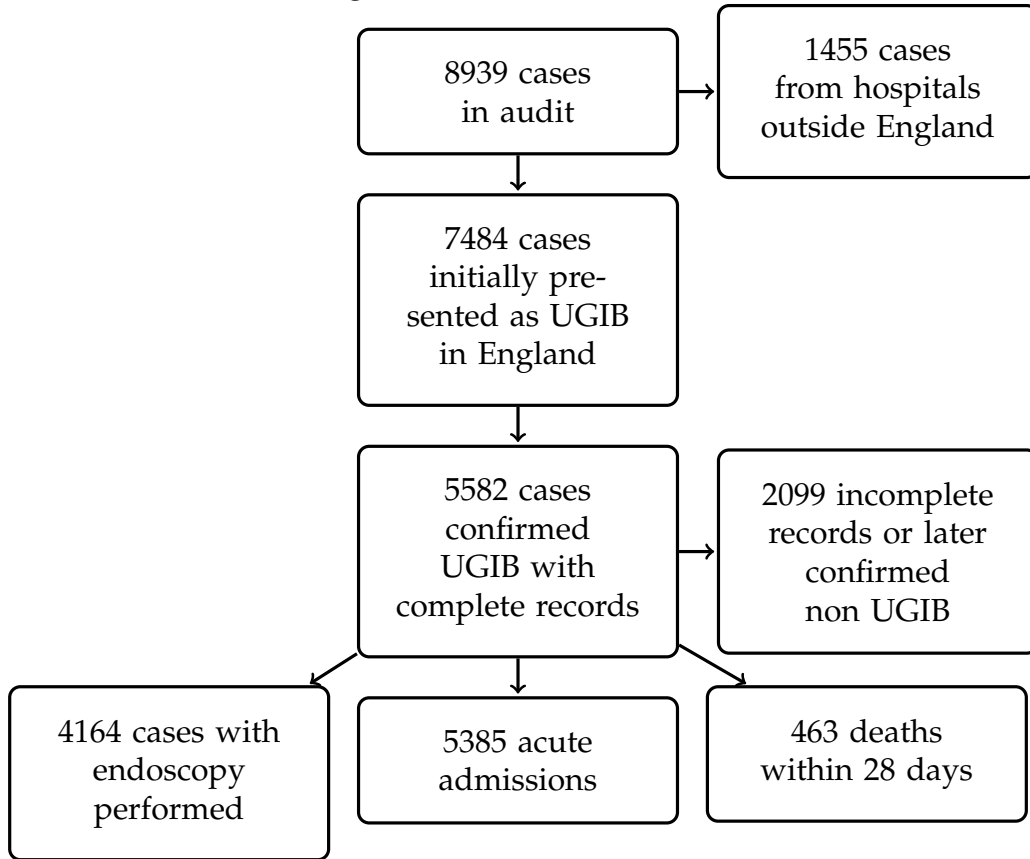 8939 cases
in audit
1455 cases
from hospitals
outside England
7484 cases
initially pre-
sented as UGIB
in England
5582 cases
confirmed
UGIB with
complete records
2099 incomplete
records or later
confirmed
non UGIB
4164 cases with
endoscopy
performed
5385 acute
admissions
463 deaths
within 28 days